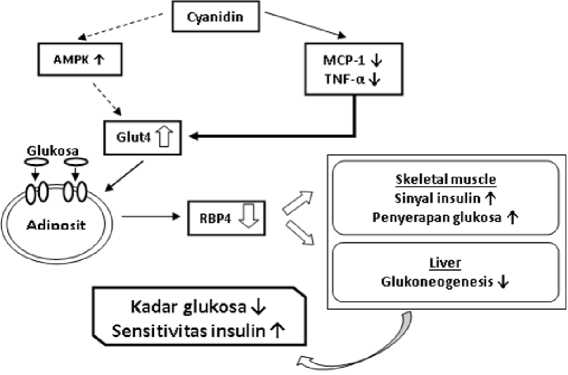 Cyanidin
AMPK ↑
MCP-1 ↓
TNF-α ↓
Glut4
Glukosa
Adiposit
RBP4
Skeletal muscle
Sinyal insulin ↑
Penyerapan glukosa ↑
Liver
Glukoneogenesis ↓
Kadar glukosa ↓
Sensitivitas insulin ↑